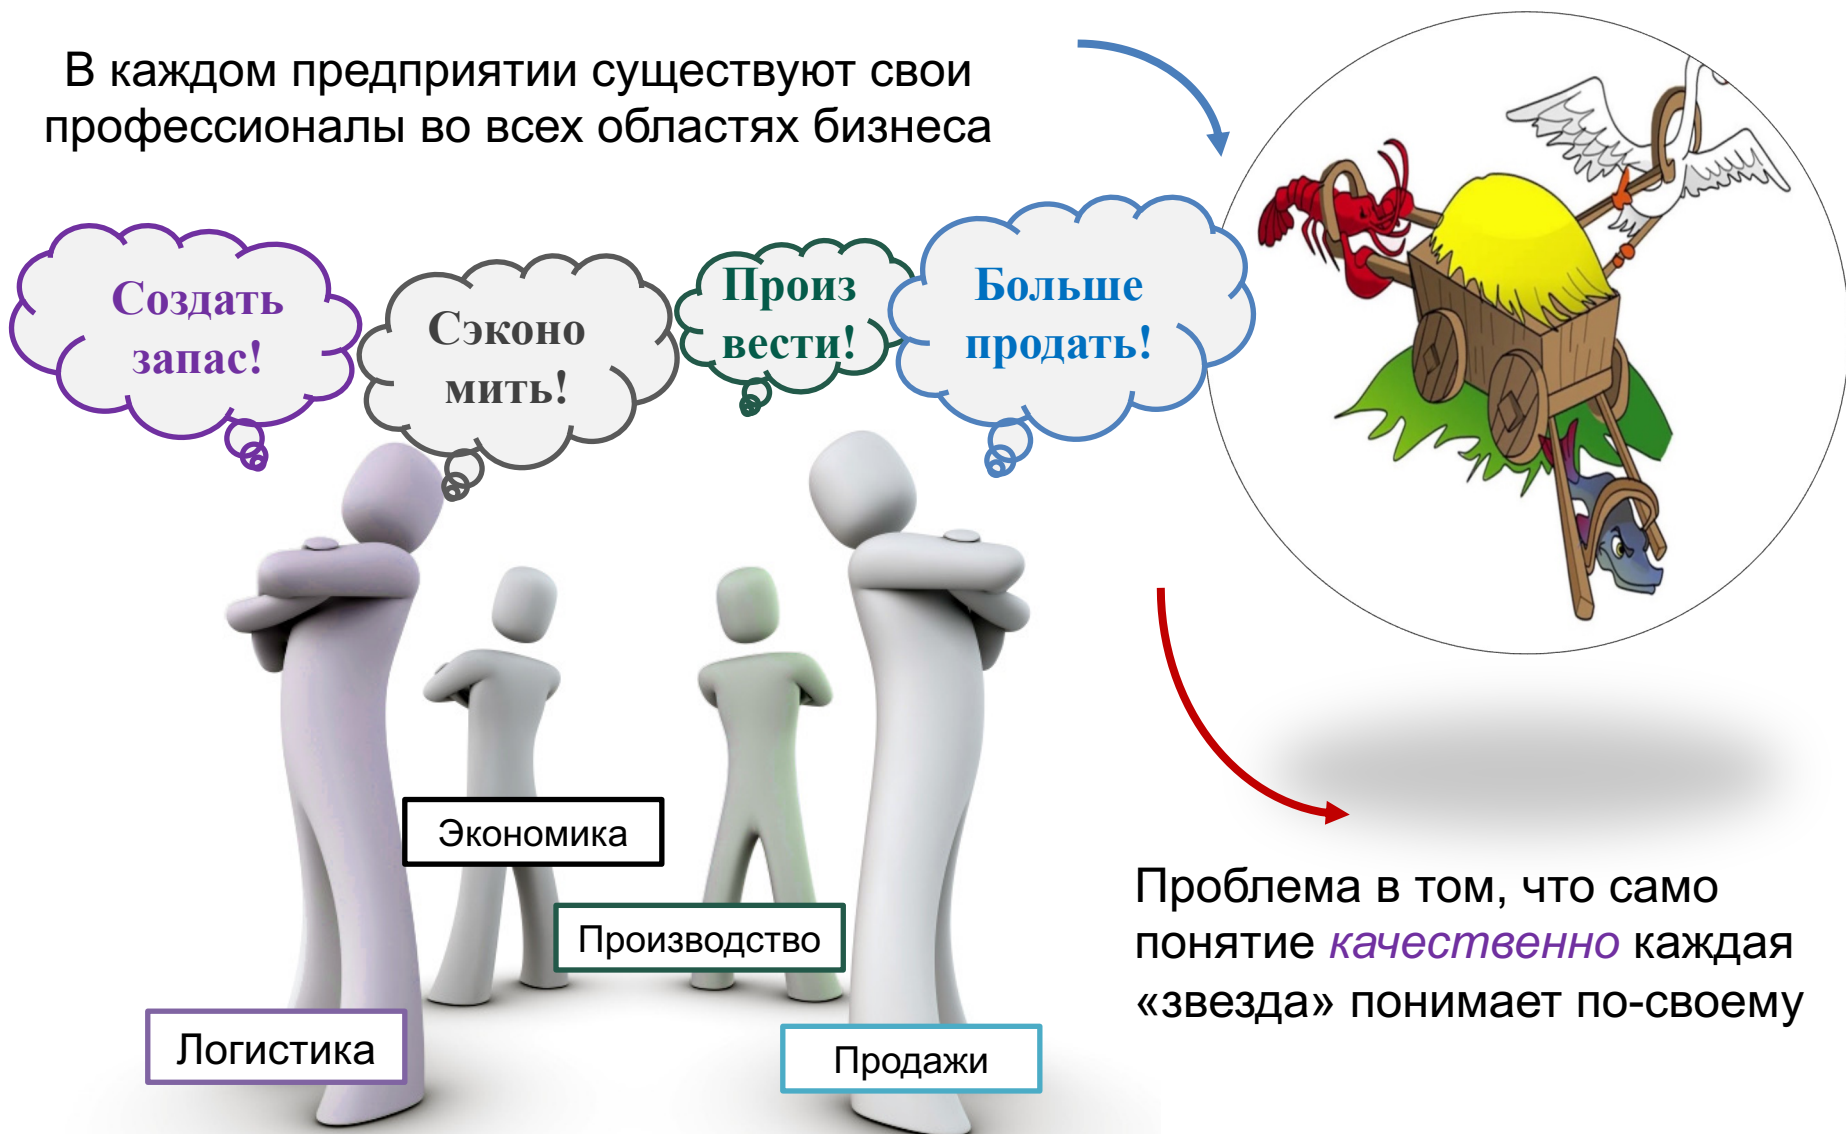 В каждом предприятии существуют свои
профессионалы во всех областях бизнеса
Создать
запас!
Сэконо
мить!
Произ
вести!
Больше
продать!
Экономика
Производство
Логистика
Продажи
Проблема в том, что само
понятие качественно каждая
«звезда» понимает по-своему